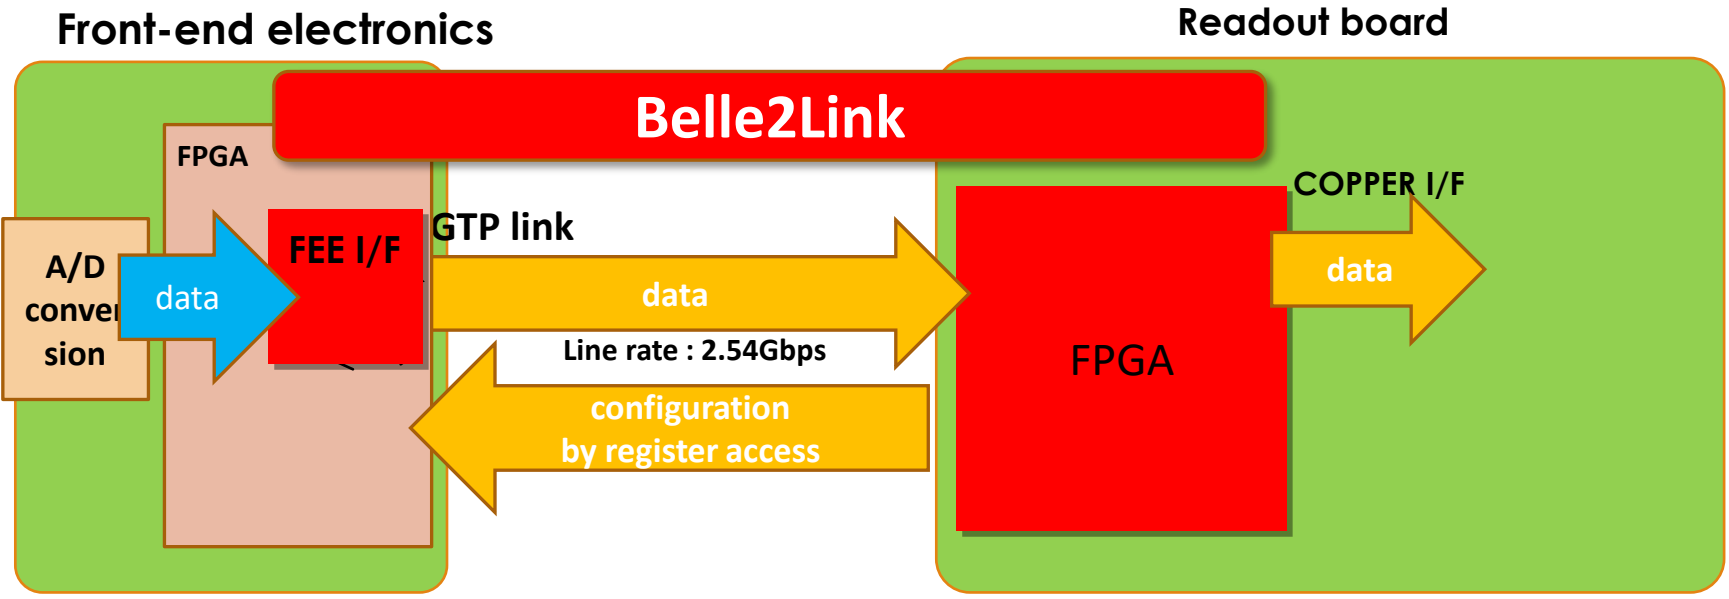 Front-end electronics
Readout board
Belle2Link
FPGA
COPPER I/F
GTP link
FEE I/F
A/D
conver
sion
data
data
data
Line rate : 2.54Gbps
FPGA
configuration
by register access